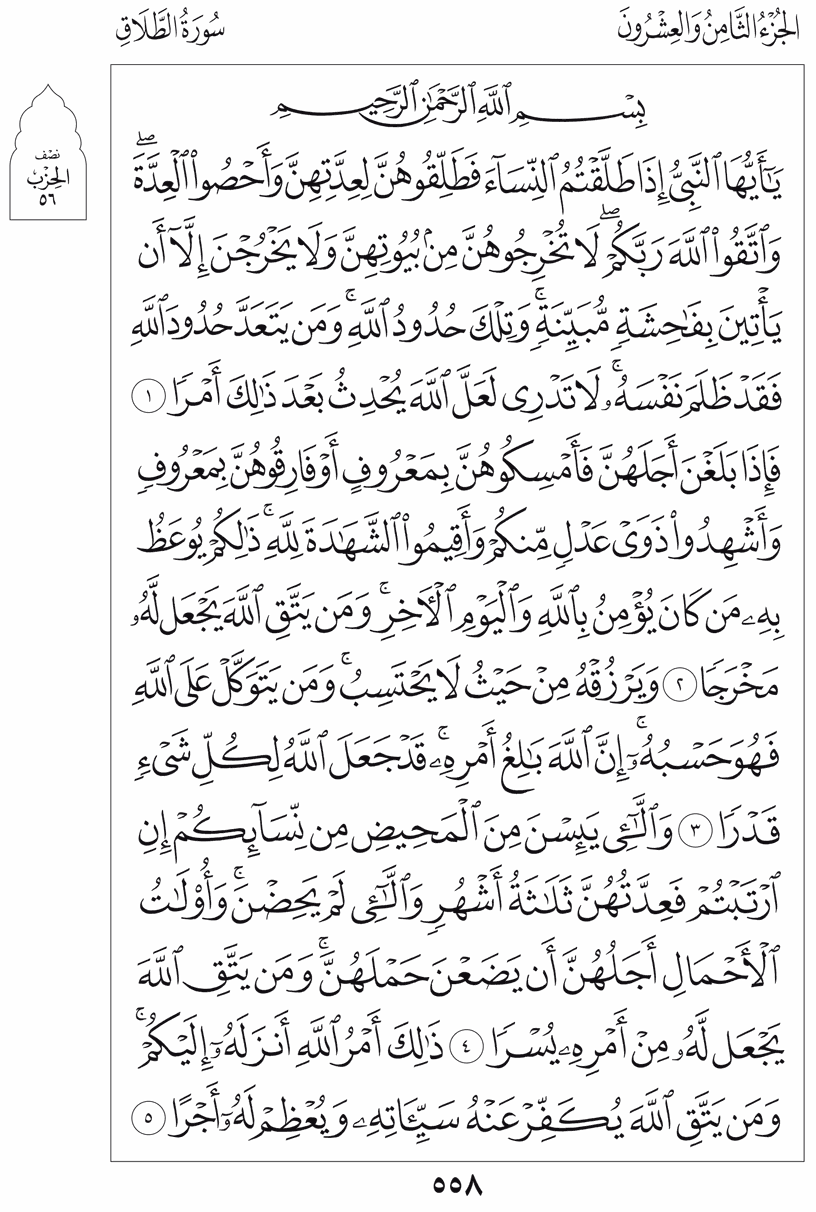 الجُزْءُ الثَّامِنُ وَالعِشْرُونَ
سُورَةُ الطَّلَاقِ
نصف
الحِزْب
٥٦
بِسْمِ ٱللَّهِ ٱلرَّحْمَٰنِ ٱلرَّحِيمِ
يَٰٓأَيُّهَا ٱلنَّبِىُّ إِذَا طَلَّقْتُمُ ٱلنِّسَآءَ فَطَلِّقُوهُنَّ لِعِدَّتِهِنَّ وَأَحْصُوا۟ ٱلْعِدَّةَۖ
وَٱتَّقُوا۟ ٱللَّهَ رَبَّكُمْۖ لَا تُخْرِجُوهُنَّ مِنۢ بُيُوتِهِنَّ وَلَا يَخْرُجْنَ إِلَّآ أَن
يَأْتِينَ بِفَٰحِشَةٍ مُّبَيِّنَةٍۚ وَتِلْكَ حُدُودُ ٱللَّهِۚ وَمَن يَتَعَدَّ حُدُودَ ٱللَّهِ
فَقَدْ ظَلَمَ نَفْسَهُۥۚ لَا تَدْرِى لَعَلَّ ٱللَّهَ يُحْدِثُ بَعْدَ ذَٰلِكَ أَمْرًا ١
فَإِذَا بَلَغْنَ أَجَلَهُنَّ فَأَمْسِكُوهُنَّ بِمَعْرُوفٍ أَوْ فَارِقُوهُنَّ بِمَعْرُوفٍ
وَأَشْهِدُوا۟ ذَوَىْ عَدْلٍ مِّنكُمْ وَأَقِيمُوا۟ ٱلشَّهَٰدَةَ لِلَّهِۚ ذَٰلِكُمْ يُوعَظُ
بِهِۦ مَن كَانَ يُؤْمِنُ بِٱللَّهِ وَٱلْيَوْمِ ٱلْءَاخِرِۚ وَمَن يَتَّقِ ٱللَّهَ يَجْعَل لَّهُۥ
مَخْرَجًا ٢ وَيَرْزُقْهُ مِنْ حَيْثُ لَا يَحْتَسِبُۚ وَمَن يَتَوَكَّلْ عَلَى ٱللَّهِ
فَهُوَ حَسْبُهُۥٓۚ إِنَّ ٱللَّهَ بَٰلِغُ أَمْرِهِۦۚ قَدْ جَعَلَ ٱللَّهُ لِكُلِّ شَىْءٍ
قَدْرًا ٣ وَٱلَّٰٓـِٔى يَئِسْنَ مِنَ ٱلْمَحِيضِ مِن نِّسَآئِكُمْ إِنِ
ٱرْتَبْتُمْ فَعِدَّتُهُنَّ ثَلَٰثَةُ أَشْهُرٍ وَٱلَّٰٓـِٔى لَمْ يَحِضْنَۚ وَأُو۟لَٰتُ
ٱلْأَحْمَالِ أَجَلُهُنَّ أَن يَضَعْنَ حَمْلَهُنَّۚ وَمَن يَتَّقِ ٱللَّهَ
يَجْعَل لَّهُۥ مِنْ أَمْرِهِۦ يُسْرًا ٤ ذَٰلِكَ أَمْرُ ٱللَّهِ أَنزَلَهُۥٓ إِلَيْكُمْۚ
وَمَن يَتَّقِ ٱللَّهَ يُكَفِّرْ عَنْهُ سَيِّـَٔاتِهِۦ وَيُعْظِمْ لَهُۥٓ أَجْرًا ٥
٥٥٨